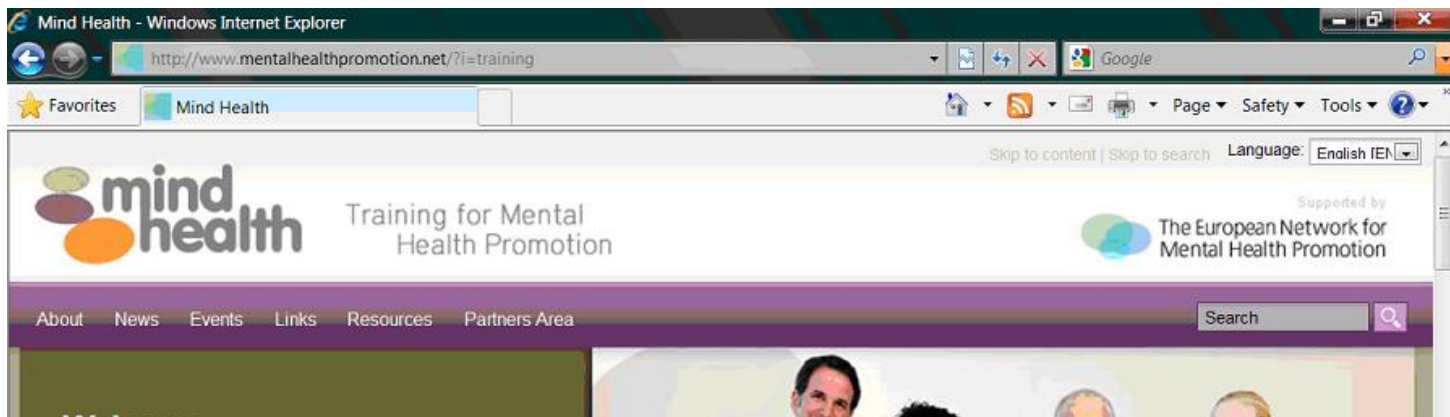 Mind Health - Windows Internet Explorer
http://www.mentalhealthpromotion.net/?i=training
Google
Favorites
Mind Health
Page
Safety
Tools
Skip to content | Skip to search
Language:
English [EN
mind
health
Training for Mental
Health Promotion
Supported by
The European Network for
Mental Health Promotion
About News Events Links Resources Partners Area
Search